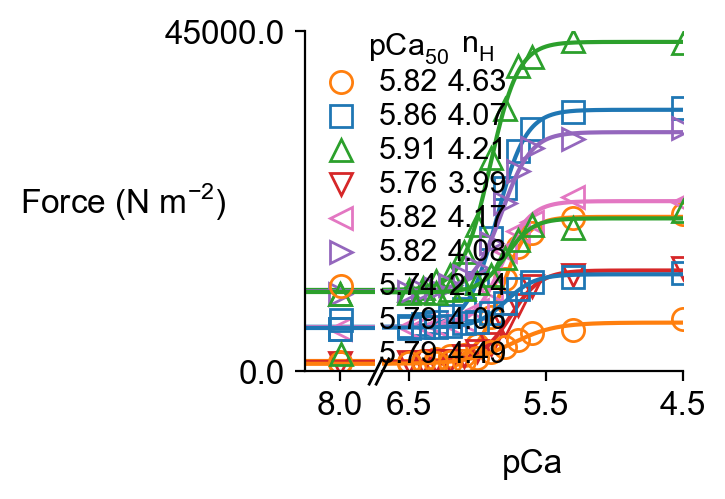 45000.0
pCa50 nH
5.82 4.63
5.86 4.07
5.91 4.21
5.76 3.99
5.82 4.17
5.82 4.08
5.74 2.74
5.79 4.06
5.79 4.49
Force (N m−2)
0.0
8.0 6.5 5.5 4.5
pCa